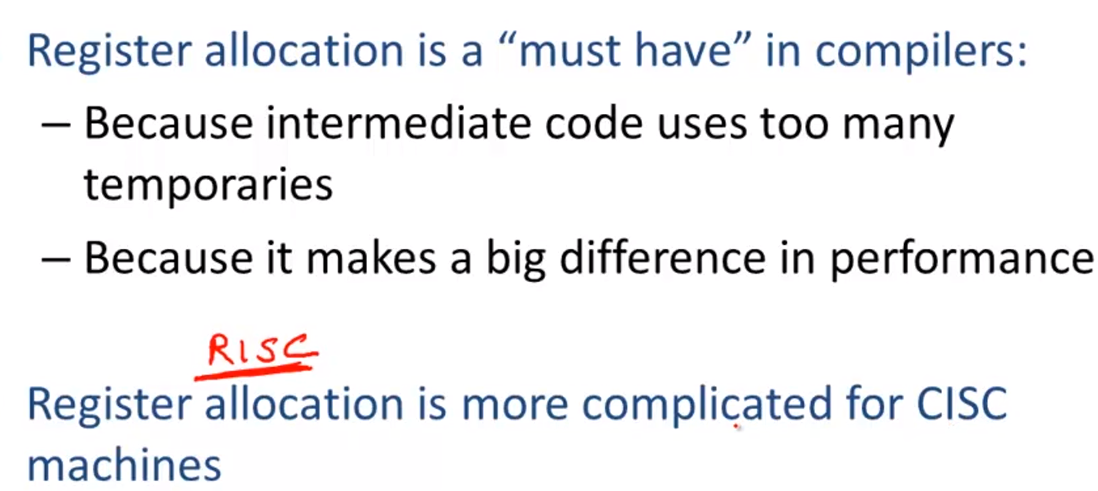 Register allocation is a “must have” in compilers:
– Because intermediate code uses too many
temporaries
– Because it makes a big difference in performance
RISC
Register allocation is more complicated for CISC
machines